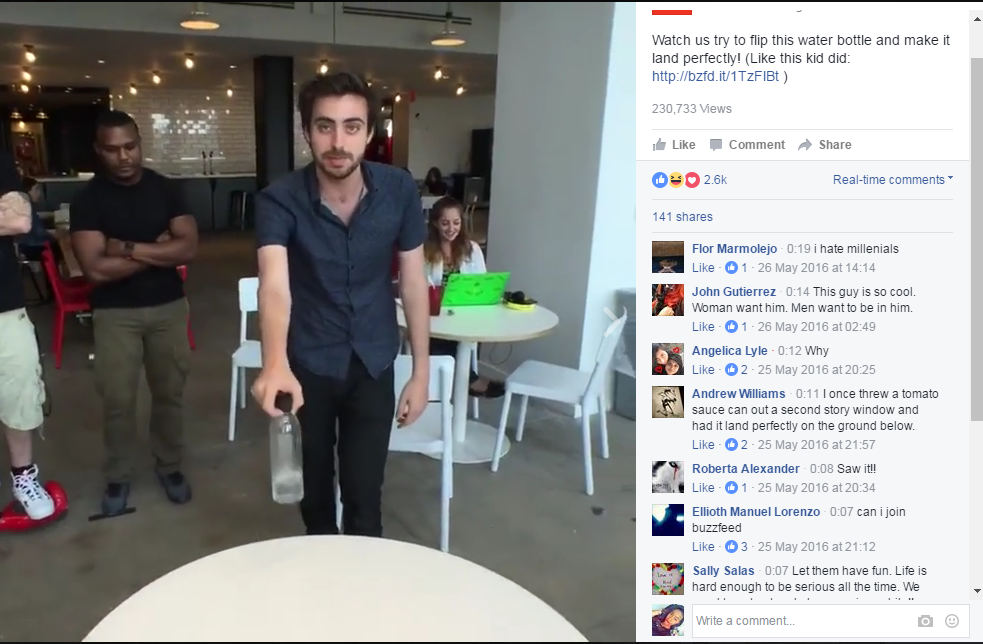 Watch us try to flip this water bottle and make it
land perfectly! (Like this kid did:
http://bzfd.it/1TzFIBt )
230,733 Views
Like Comment Share
2.6k Real-time comments
141 shares
Flor Marmolejo · 0:19 i hate millenials
Like · 1 · 26 May 2016 at 14:14
John Gutierrez · 0:14 This guy is so cool.
Woman want him. Men want to be in him.
Like · 1 · 26 May 2016 at 02:49
Angelica Lyle · 0:12 Why
Like · 2 · 25 May 2016 at 20:25
Andrew Williams · 0:11 I once threw a tomato
sauce can out a second story window and
had it land perfectly on the ground below.
Like · 2 · 25 May 2016 at 21:57
Roberta Alexander · 0:08 Saw it!!
Like · 1 · 25 May 2016 at 20:34
Ellioth Manuel Lorenzo · 0:07 can i join
buzzfeed
Like · 3 · 25 May 2016 at 21:12
Sally Salas · 0:07 Let them have fun. Life is
hard enough to be serious all the time. We
Write a comment...